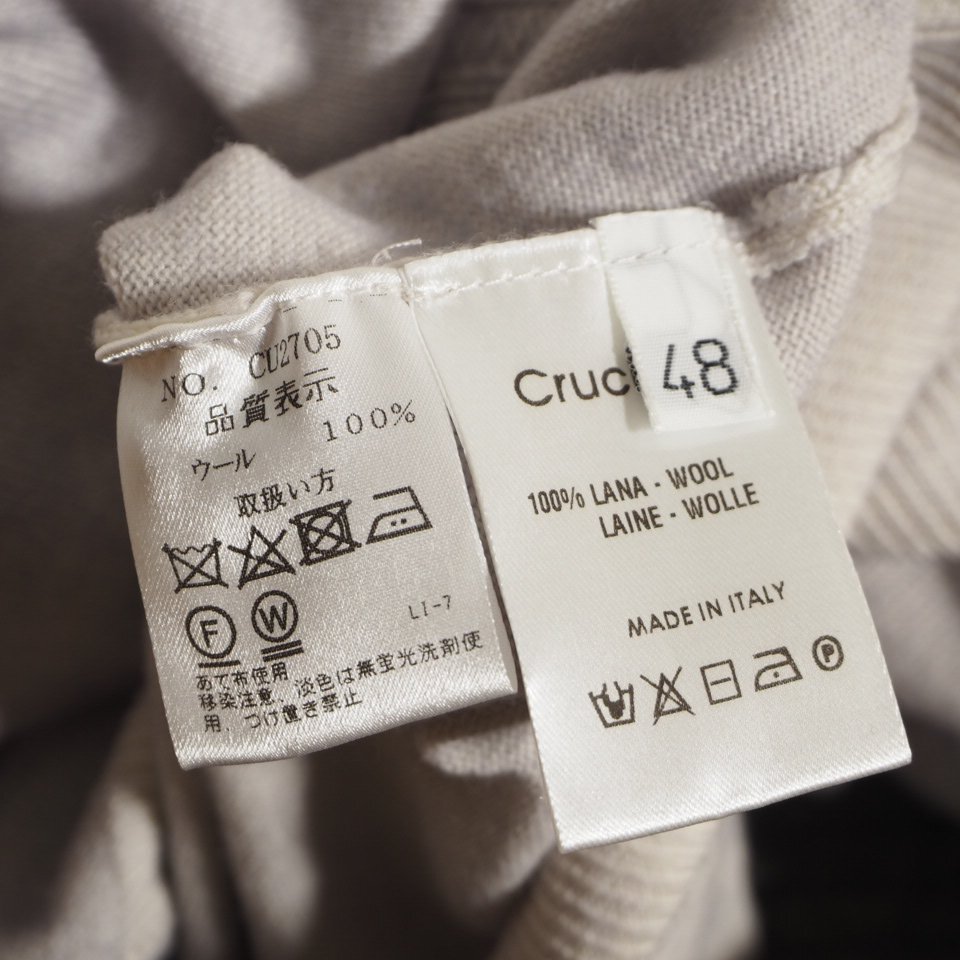 NO. CU2705
品質表示
ウール 100%
取扱い方
F W
LI-7
あて布使用
移染注意、淡色は無蛍光洗剤使
用、つけ置き禁止
48
100% LANA - WOOL
LAINE - WOLLE
MADE IN ITALY
P